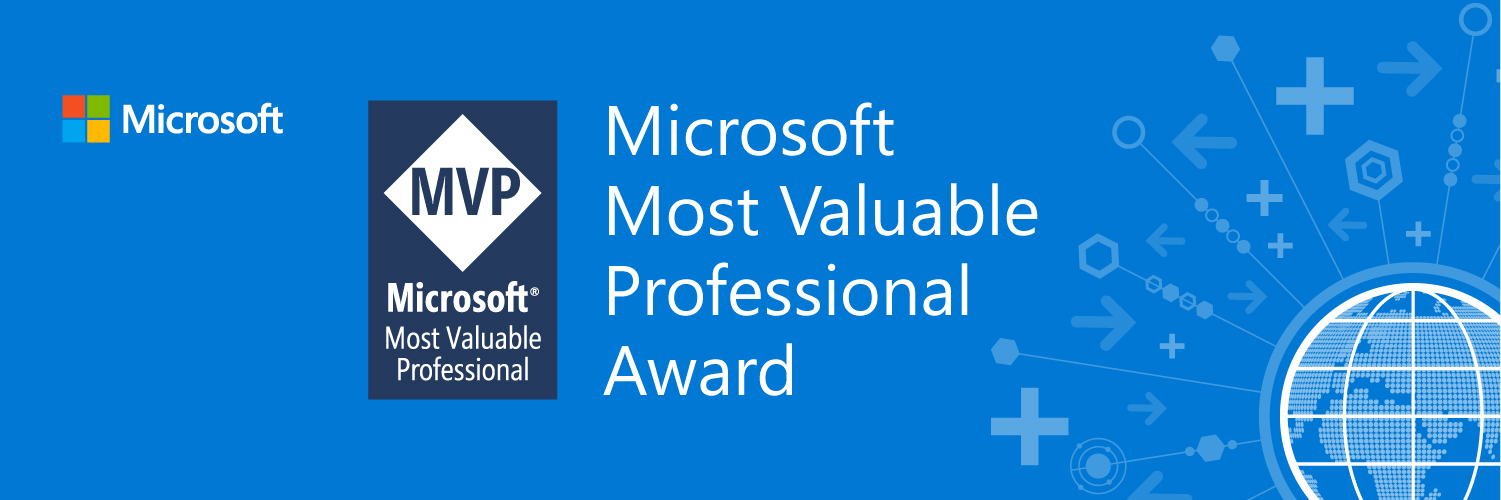 Microsoft
MVP
Microsoft®
Most Valuable
Professional
Microsoft
Most Valuable
Professional
Award